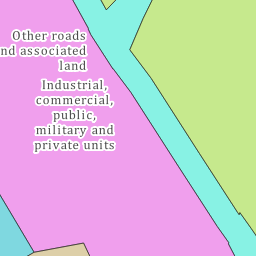 Other roads
nd associated
land
Industrial,
commercial,
public,
military and
private units